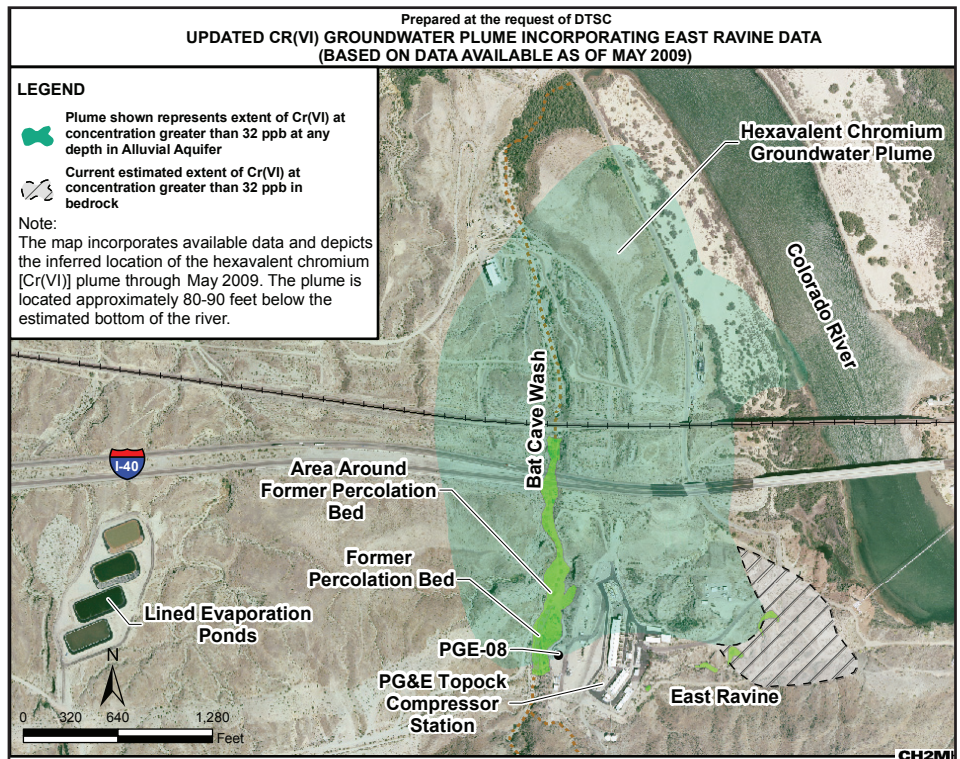 Prepared at the request of DTSC
UPDATED CR(VI) GROUNDWATER PLUME INCORPORATING EAST RAVINE DATA
(BASED ON DATA AVAILABLE AS OF MAY 2009)
LEGEND
Plume shown represents extent of Cr(VI) at
concentration greater than 32 ppb at any
depth in Alluvial Aquifer
Current estimated extent of Cr(VI) at
concentration greater than 32 ppb in
bedrock
Note:
The map incorporates available data and depicts
the inferred location of the hexavalent chromium
[Cr(VI)] plume through May 2009. The plume is
located approximately 80-90 feet below the
estimated bottom of the river.
Hexavalent Chromium
Groundwater Plume
Colorado River
Bat Cave Wash
I-40
Area Around
Former Percolation
Bed
Former
Percolation Bed
Lined Evaporation
Ponds
PGE-08
PG&E Topock
Compressor
Station
East Ravine
N
0 320 640 1,280
Feet